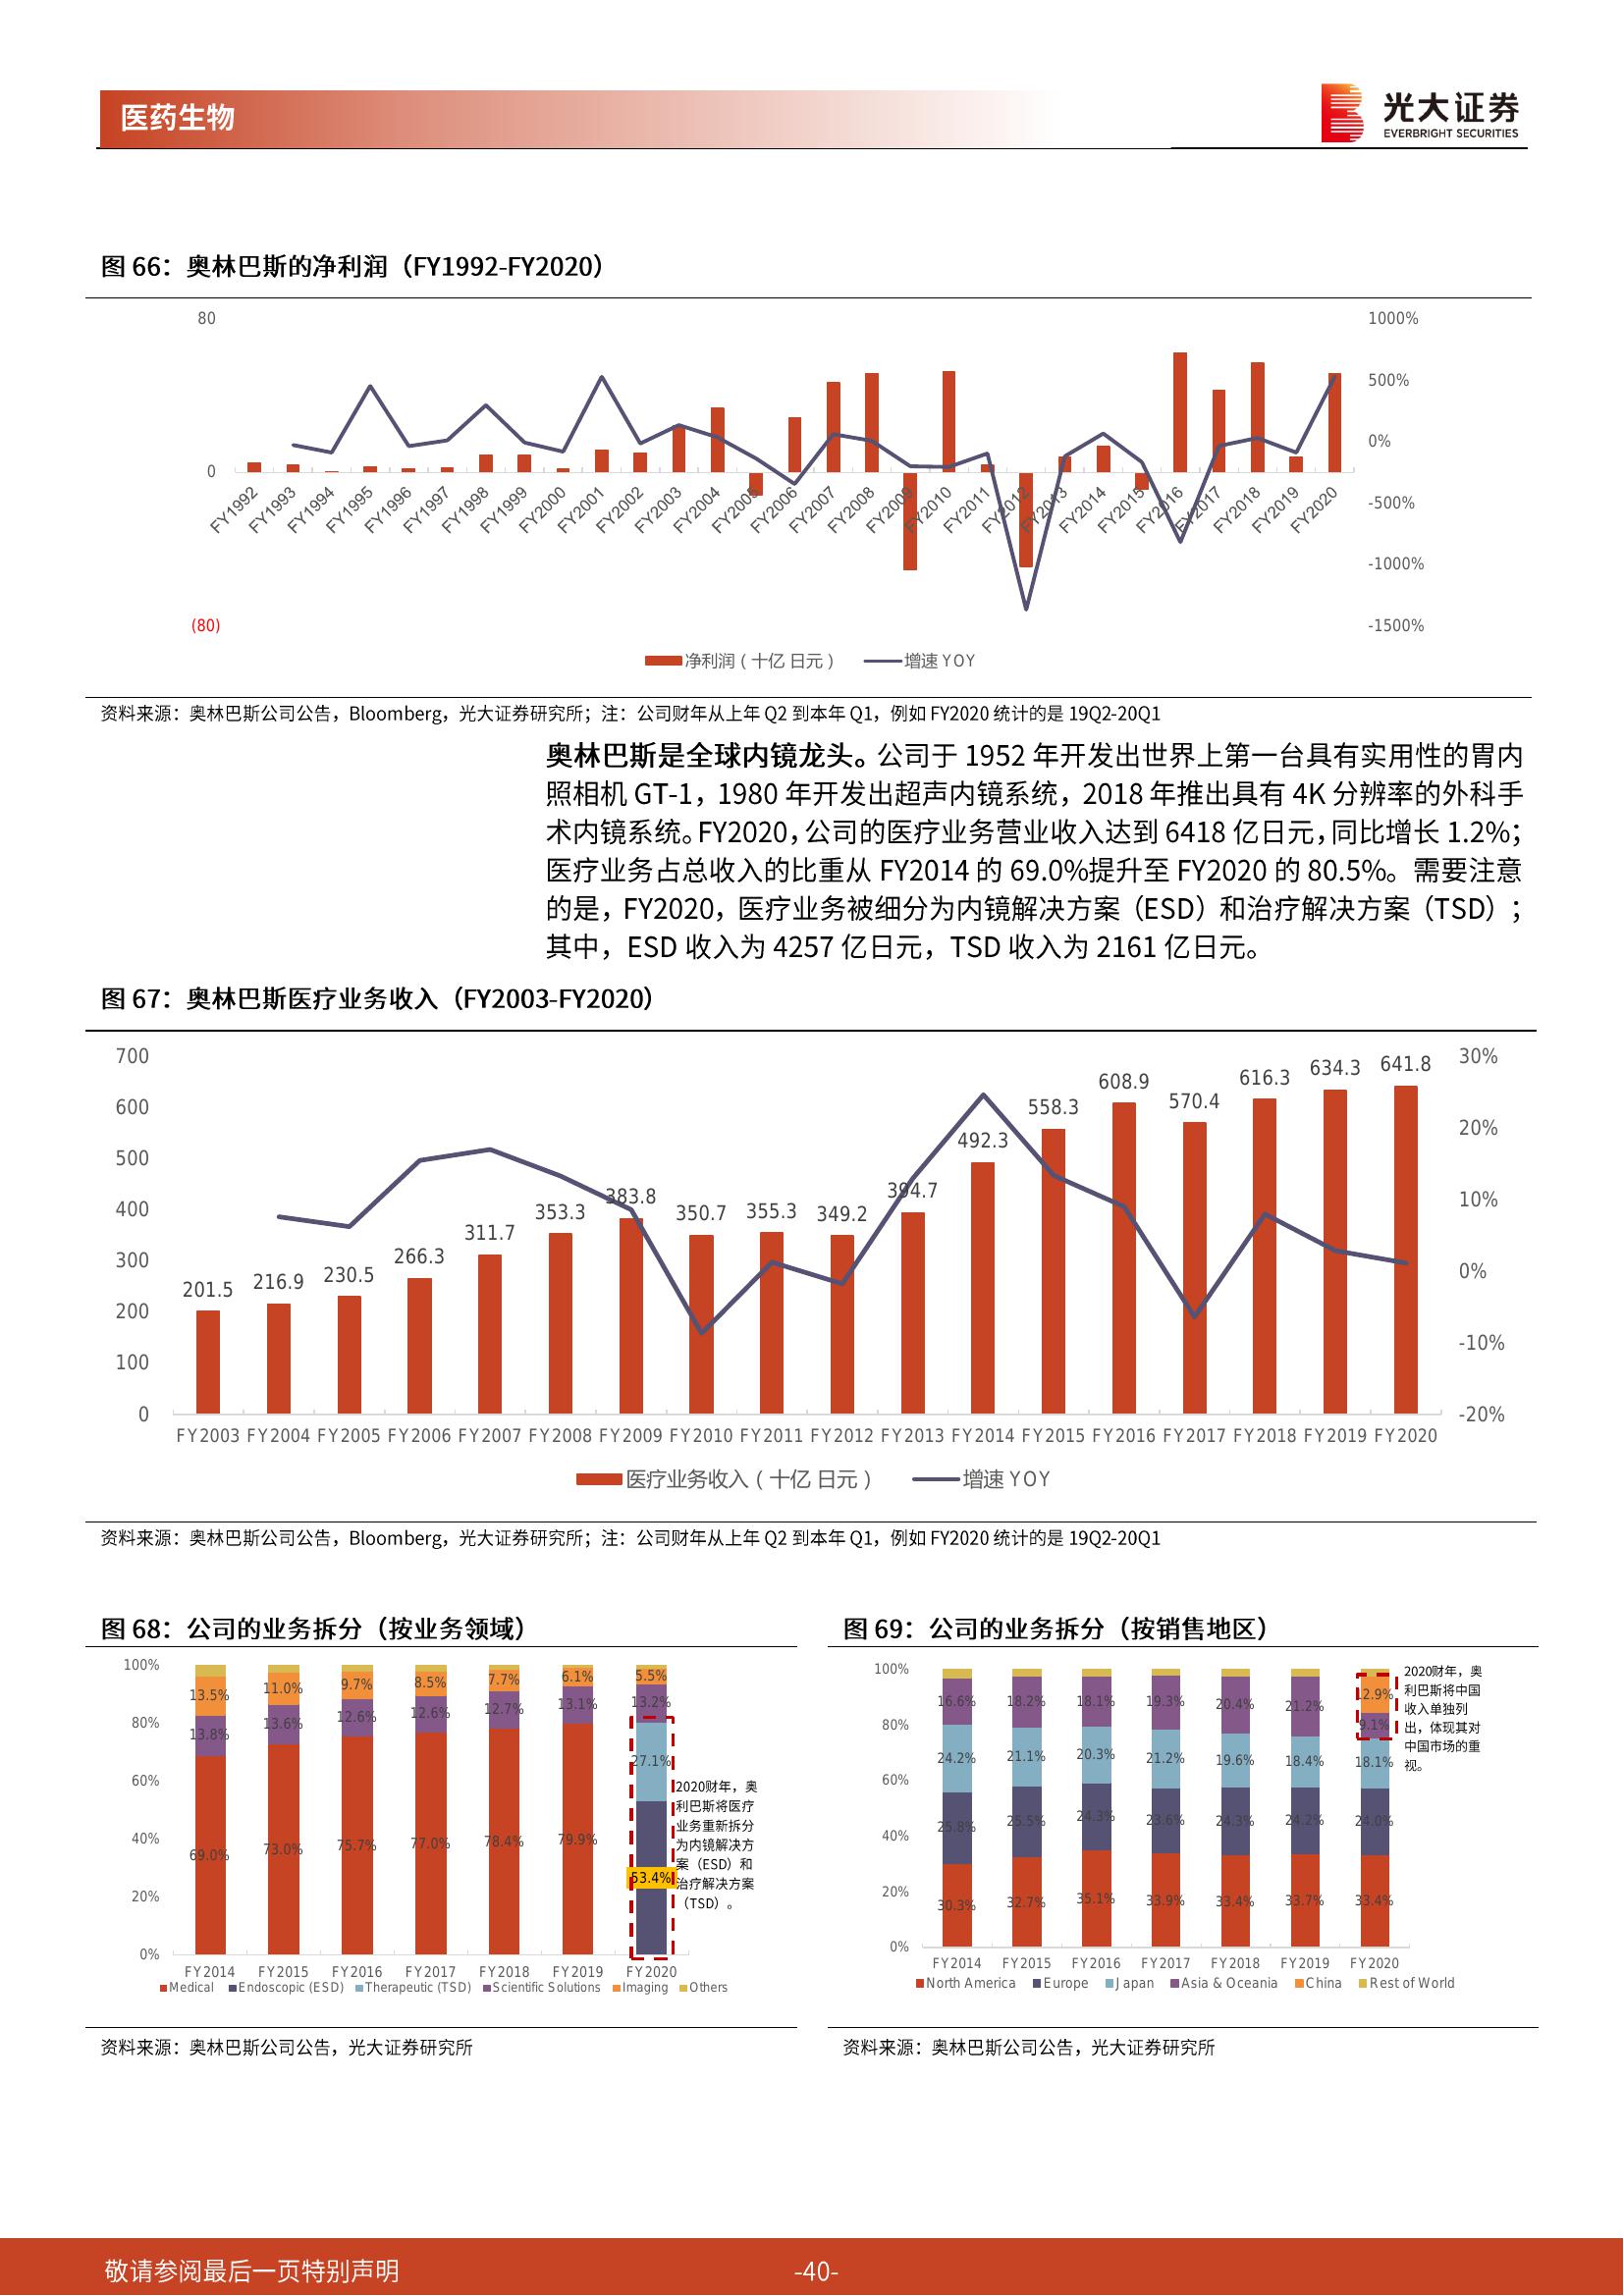 医药生物
光大证券
EVERBRIGHT SECURITIES
图 66：奥林巴斯的净利润（FY1992-FY2020）
80
0
(80)
1000%
500%
0%
-500%
-1000%
-1500%
FY1992 FY1993 FY1994 FY1995 FY1996 FY1997 FY1998 FY1999 FY2000 FY2001 FY2002 FY2003 FY2004 FY2005 FY2006 FY2007 FY2008 FY2009 FY2010 FY2011 FY2012 FY2013 FY2014 FY2015 FY2016 FY2017 FY2018 FY2019 FY2020
净利润（十亿 日元） 增速 YOY
资料来源：奥林巴斯公司公告，Bloomberg，光大证券研究所；注：公司财年从上年 Q2 到本年 Q1，例如 FY2020 统计的是 19Q2-20Q1
奥林巴斯是全球内镜龙头。公司于 1952 年开发出世界上第一台具有实用性的胃内
照相机 GT-1，1980 年开发出超声内镜系统，2018 年推出具有 4K 分辨率的外科手
术内镜系统。FY2020，公司的医疗业务营业收入达到 6418 亿日元，同比增长 1.2%；
医疗业务占总收入的比重从 FY2014 的 69.0%提升至 FY2020 的 80.5%。需要注意
的是，FY2020，医疗业务被细分为内镜解决方案（ESD）和治疗解决方案（TSD）；
其中，ESD 收入为 4257 亿日元，TSD 收入为 2161 亿日元。
图 67：奥林巴斯医疗业务收入（FY2003-FY2020）
700
600
500
400
300
200
100
0
30%
20%
10%
0%
-10%
-20%
201.5 216.9 230.5 266.3 311.7 353.3 383.8 350.7 355.3 349.2 394.7 492.3 558.3 608.9 570.4 616.3 634.3 641.8
FY2003 FY2004 FY2005 FY2006 FY2007 FY2008 FY2009 FY2010 FY2011 FY2012 FY2013 FY2014 FY2015 FY2016 FY2017 FY2018 FY2019 FY2020
医疗业务收入（十亿 日元） 增速 YOY
资料来源：奥林巴斯公司公告，Bloomberg，光大证券研究所；注：公司财年从上年 Q2 到本年 Q1，例如 FY2020 统计的是 19Q2-20Q1
图 68：公司的业务拆分（按业务领域）
100%
80%
60%
40%
20%
0%
13.5% 11.0% 9.7% 8.5% 7.7% 6.1% 5.5%
13.8% 13.6% 12.6% 12.6% 12.7% 13.1% 13.2%
27.1%
69.0% 73.0% 75.7% 77.0% 78.4% 79.9%
53.4%
2020财年，奥
利巴斯将医疗
业务重新拆分
为内镜解决方
案（ESD）和
治疗解决方案
（TSD）。
FY2014 FY2015 FY2016 FY2017 FY2018 FY2019 FY2020
Medical Endoscopic (ESD) Therapeutic (TSD) Scientific Solutions Imaging Others
资料来源：奥林巴斯公司公告，光大证券研究所
图 69：公司的业务拆分（按销售地区）
100%
80%
60%
40%
20%
0%
12.9%
16.6% 18.2% 18.1% 19.3% 20.4% 21.2% 9.1%
24.2% 21.1% 20.3% 21.2% 19.6% 18.4% 18.1%
25.8% 25.5% 24.3% 23.6% 24.3% 24.2% 24.0%
30.3% 32.7% 35.1% 33.9% 33.4% 33.7% 33.4%
2020财年，奥
利巴斯将中国
收入单独列
出，体现其对
中国市场的重
视。
FY2014 FY2015 FY2016 FY2017 FY2018 FY2019 FY2020
North America Europe Japan Asia & Oceania China Rest of World
资料来源：奥林巴斯公司公告，光大证券研究所
敬请参阅最后一页特别声明
-40-